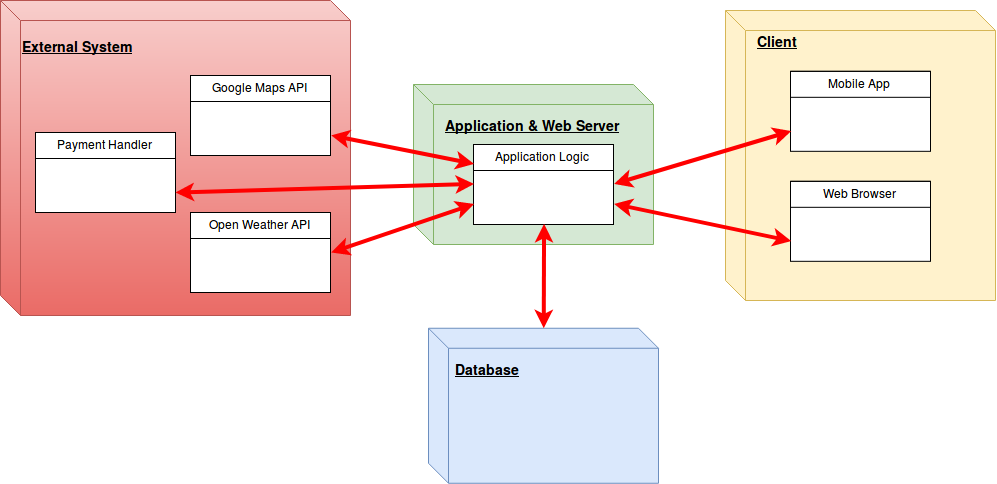 External System
Google Maps API
Payment Handler
Open Weather API
Application & Web Server
Application Logic
Client
Mobile App
Web Browser
Database